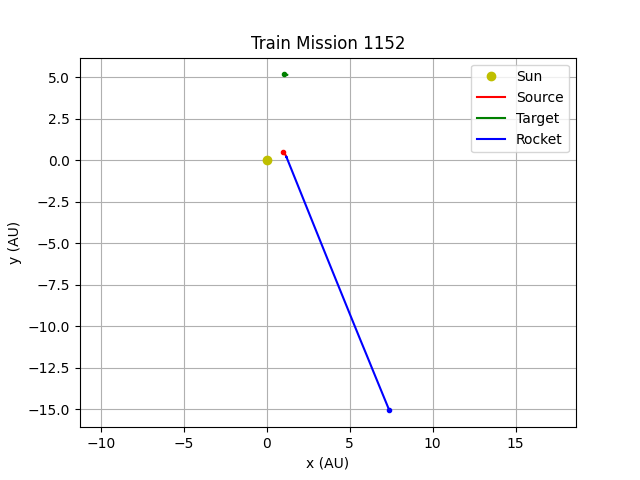 Train Mission 1152
Sun
Source
Target
Rocket
5.0
2.5
0.0
−2.5
−5.0
−7.5
−10.0
−12.5
−15.0
y (AU)
−10 −5 0 5 10 15
x (AU)